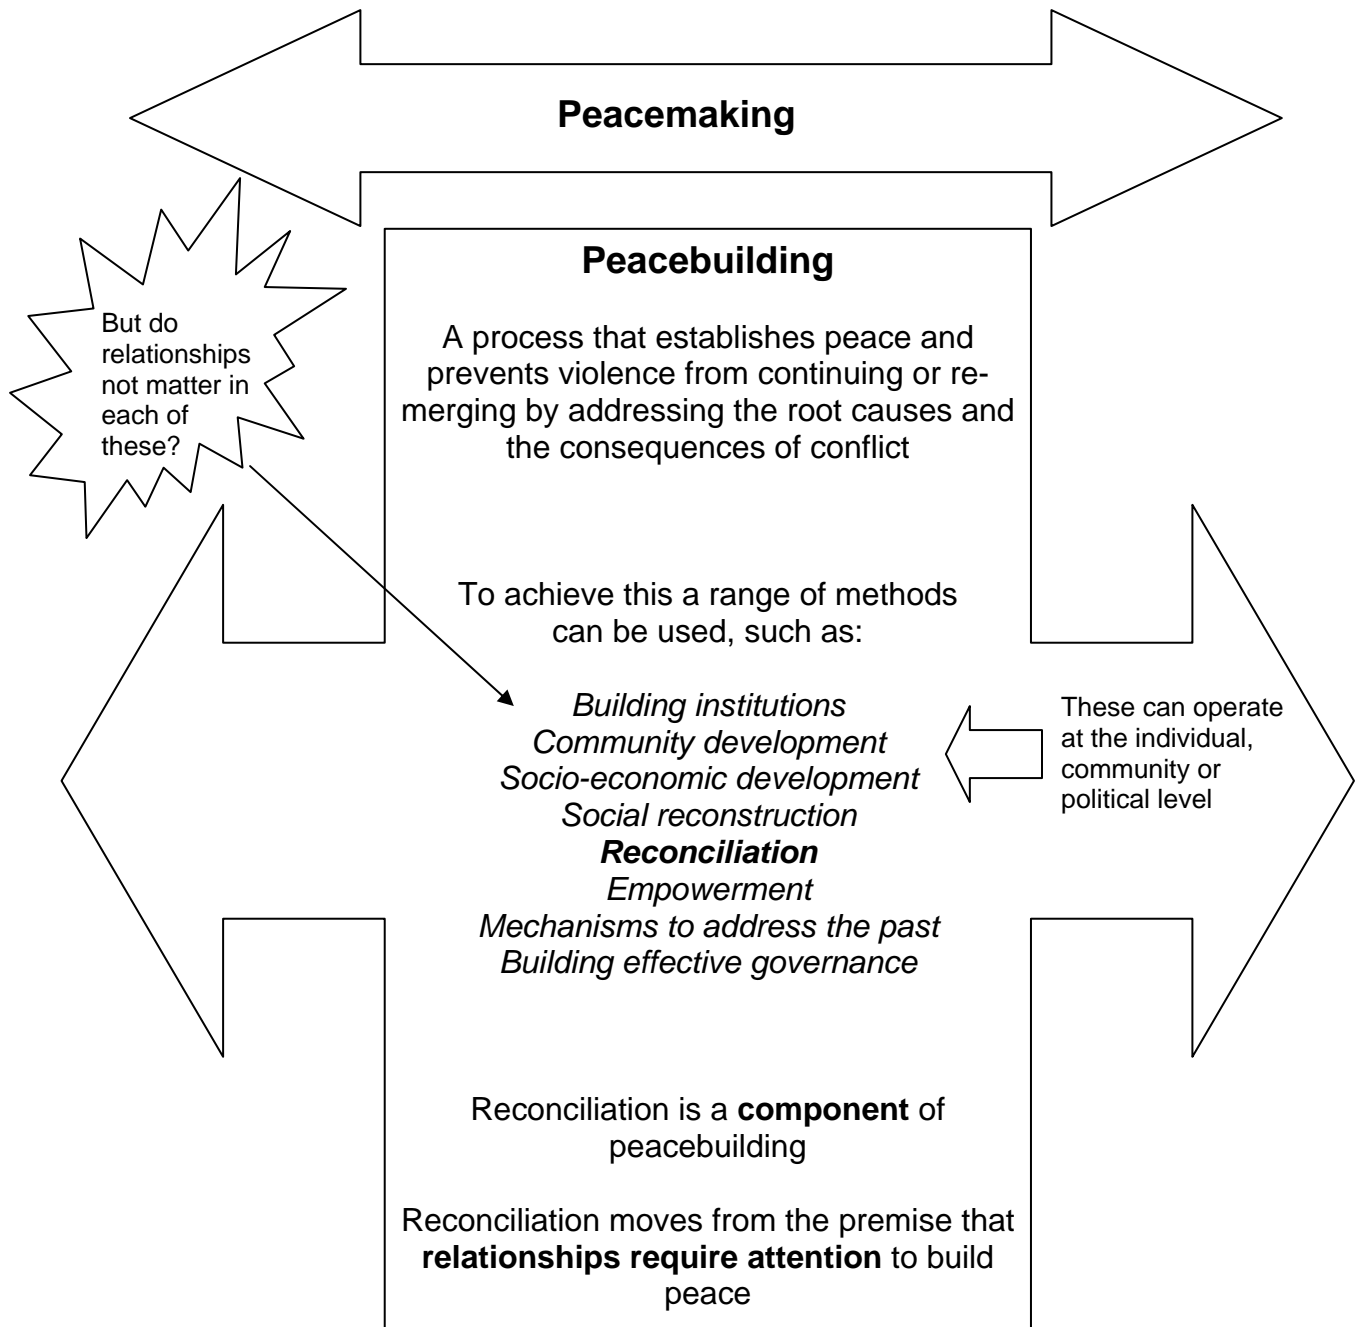 Peacemaking
Peacebuilding
A process that establishes peace and
prevents violence from continuing or re-
merging by addressing the root causes and
the consequences of conflict
But do
relationships
not matter in
each of
these?
To achieve this a range of methods
can be used, such as:
Building institutions
Community development
Socio-economic development
Social reconstruction
Reconciliation
Empowerment
Mechanisms to address the past
Building effective governance
These can operate
at the individual,
community or
political level
Reconciliation is a component of
peacebuilding
Reconciliation moves from the premise that
relationships require attention to build
peace